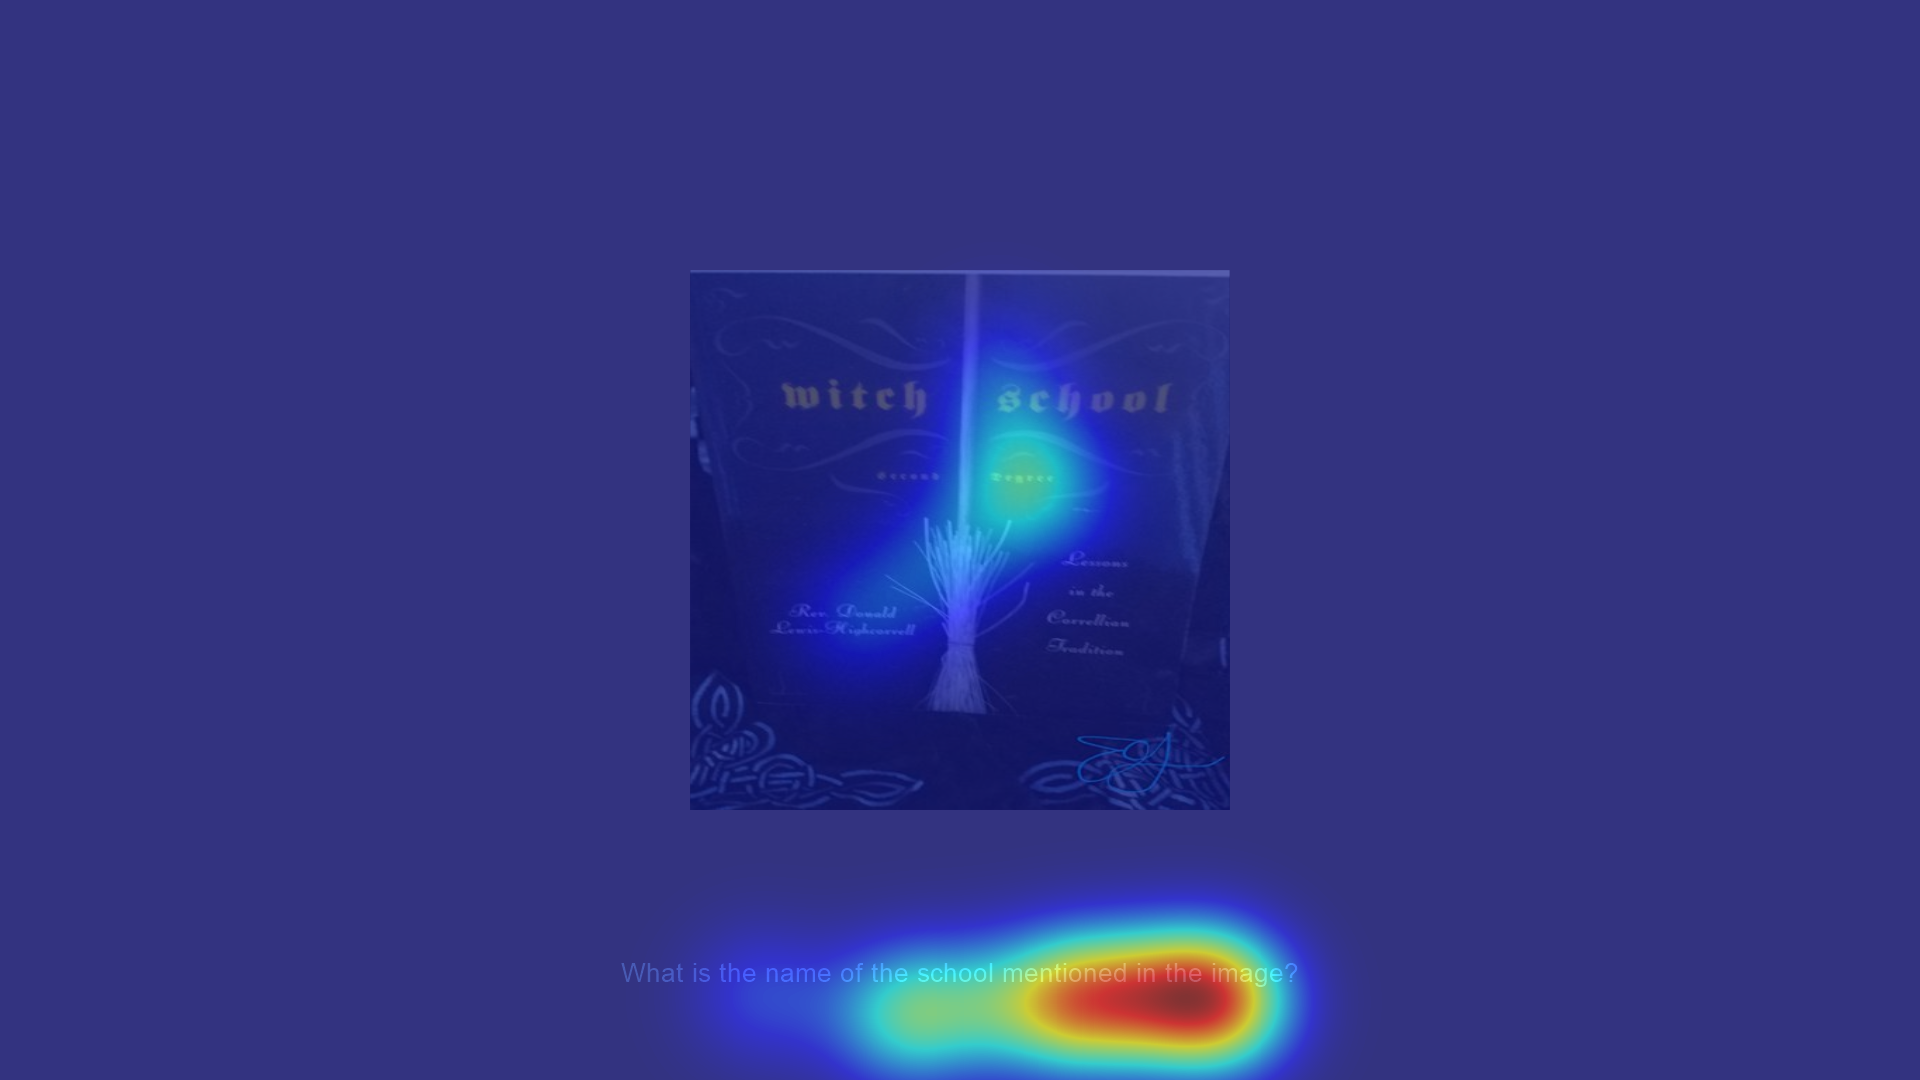 witch school
Second Degree
Lessons
in the
Correllian
Tradition
Rev. Donald
Lewis-Highcorrell
What is the name of the school mentioned in the image?